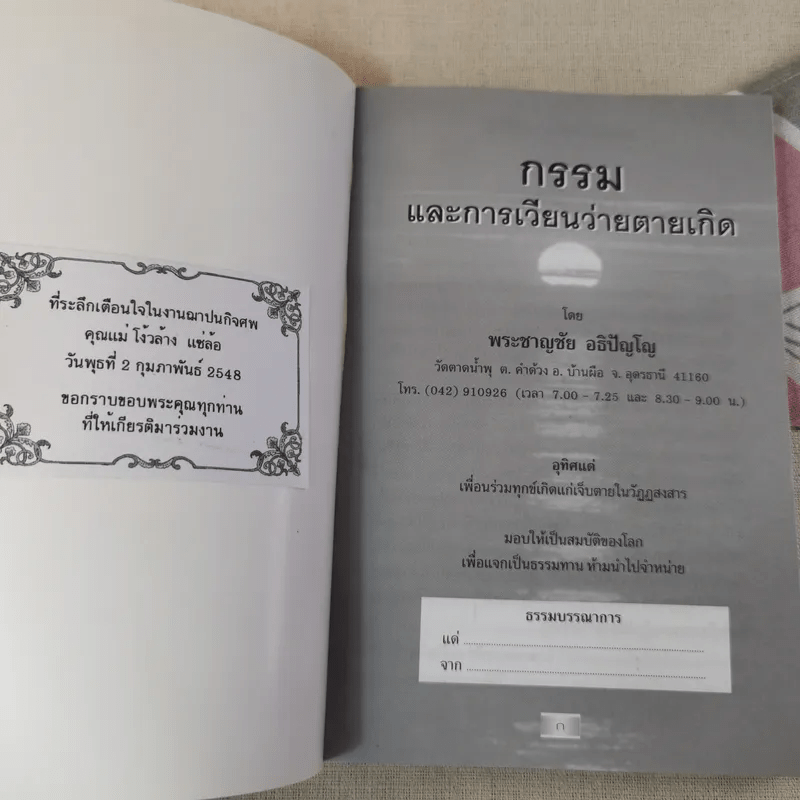 ที่ระลึกเตือนใจในงานฌาปนกิจศพ
คุณแม่ โง้วล้าง แซ่ล้อ
วันพุธที่ 2 กุมภาพันธ์ 2548
ขอกราบขอบพระคุณทุกท่าน
ที่ให้เกียรติมาร่วมงาน
กรรม
และการเวียนว่ายตายเกิด
โดย
พระชาญชัย อธิปัญโญ
วัดตาดน้ำพุ ต. คำด้วง อ. บ้านผือ จ. อุดรธานี 41160
โทร. (042) 910926 (เวลา 7.00 - 7.25 และ 8.30 - 9.00 น.)
อุทิศแด่
เพื่อนร่วมทุกข์เกิดแก่เจ็บตายในวัฏฏสงสาร
มอบให้เป็นสมบัติของโลก
เพื่อแจกเป็นธรรมทาน ห้ามนำไปจำหน่าย
ธรรมบรรณาการ
แด่
จาก
ก